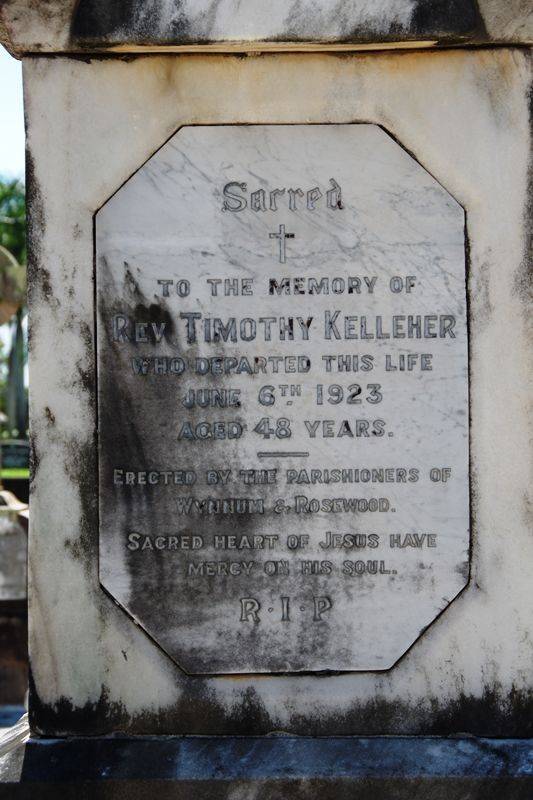 Sacred
TO THE MEMORY OF
REV TIMOTHY KELLEHER
WHO DEPARTED THIS LIFE
JUNE 6TH 1923
AGED 48 YEARS.
ERECTED BY THE PARISHIONERS OF
WYNNUM & ROSEWOOD.
SACRED HEART OF JESUS HAVE
MERCY ON HIS SOUL.
R·I·P